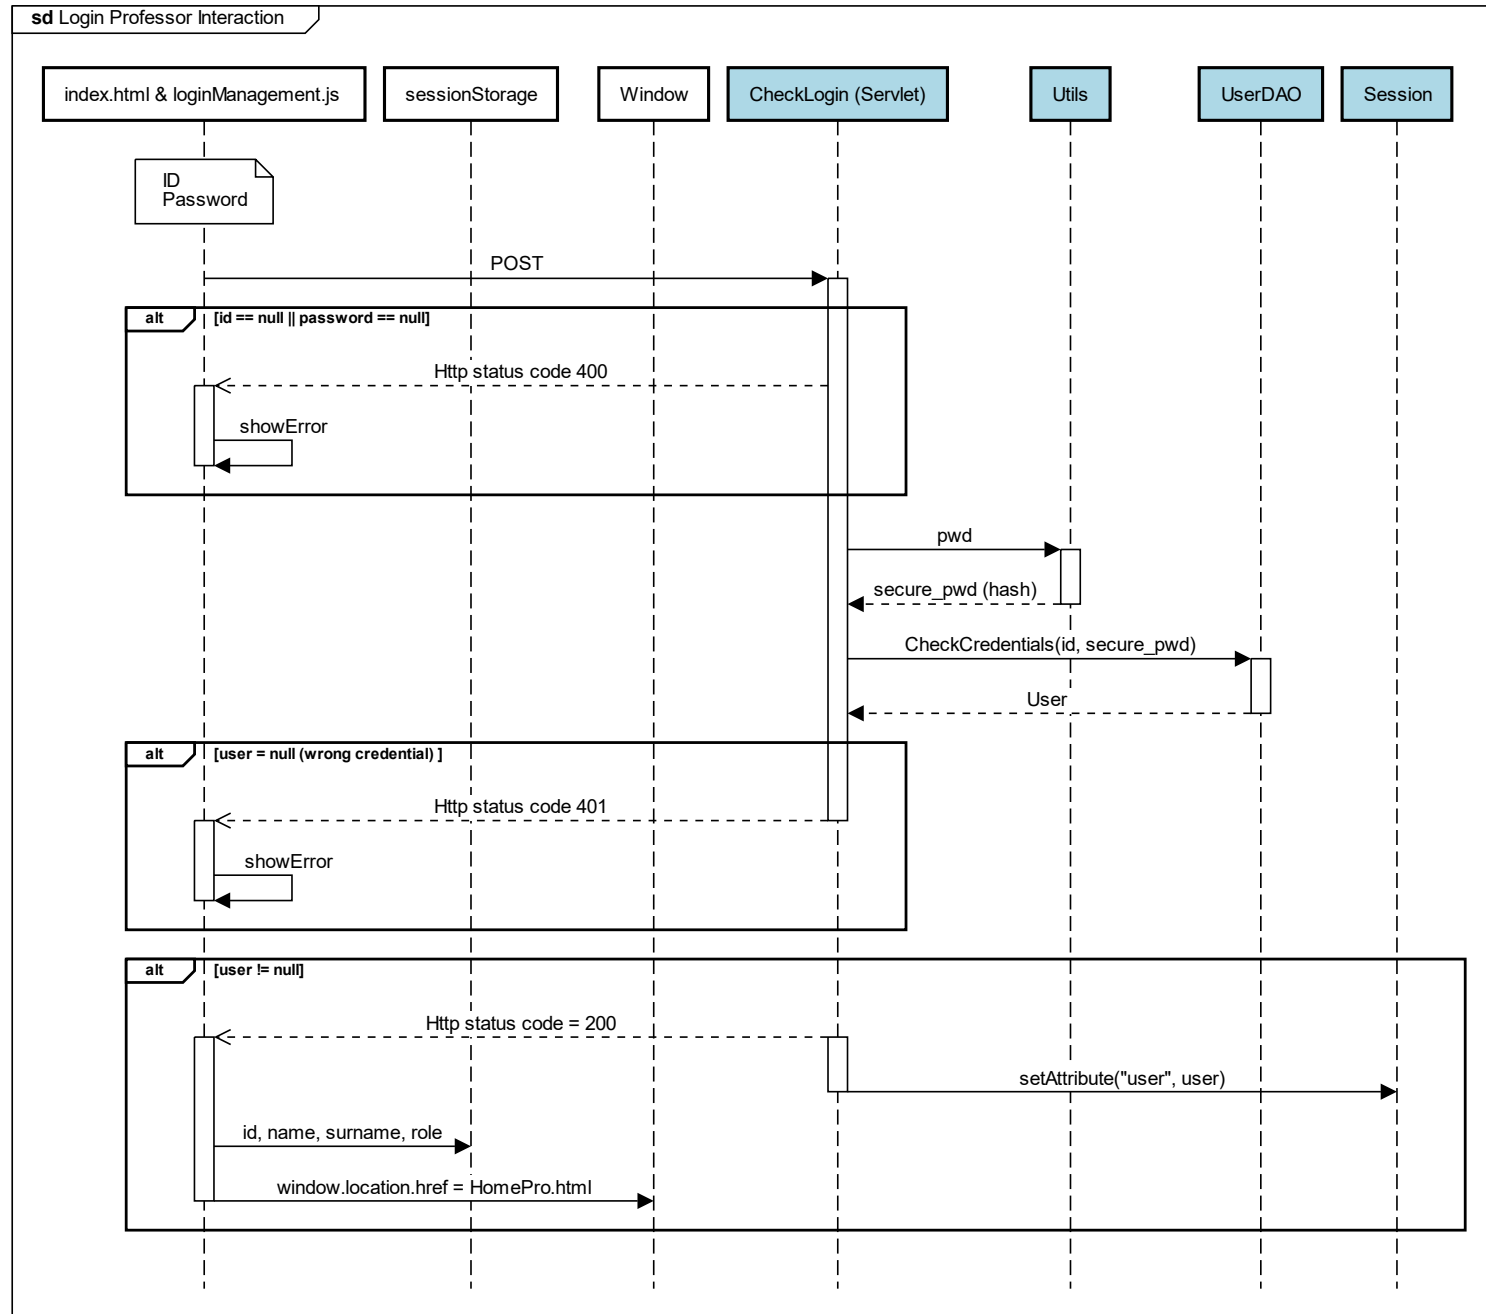 sd Login Professor Interaction
index.html & loginManagement.js
sessionStorage
Window
CheckLogin (Servlet)
Utils
UserDAO
Session
ID
Password
POST
alt
[id == null || password == null]
Http status code 400
showError
pwd
secure_pwd (hash)
CheckCredentials(id, secure_pwd)
User
alt
[user = null (wrong credential) ]
Http status code 401
showError
alt
[user != null]
Http status code = 200
setAttribute("user", user)
id, name, surname, role
window.location.href = HomePro.html